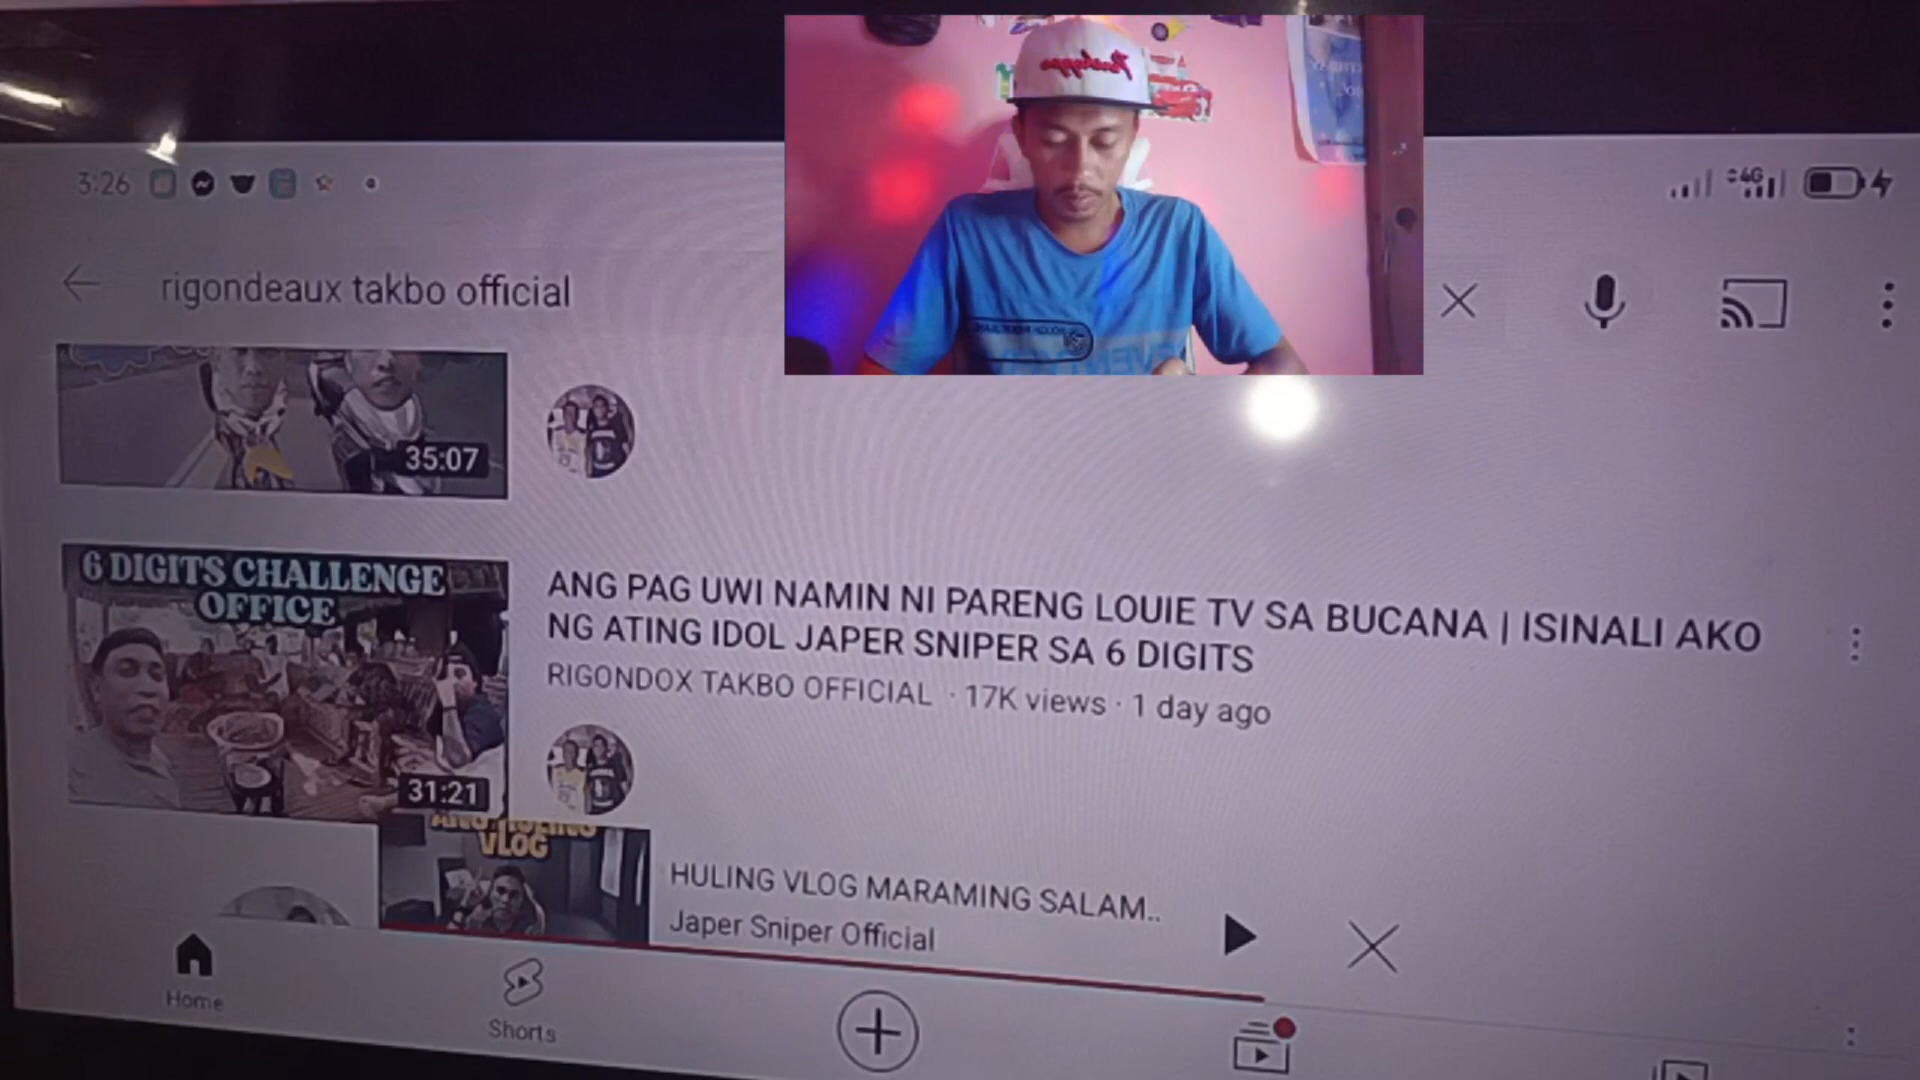 3:26
4G
rigondeaux takbo official
35:07
6 DIGITS CHALLENGE
OFFICE
31:21
ANG PAG UWI NAMIN NI PARENG LOUIE TV SA BUCANA | ISINALI AKO
NG ATING IDOL JAPER SNIPER SA 6 DIGITS
RIGONDOX TAKBO OFFICIAL · 17K views · 1 day ago
VLOG
HULING VLOG MARAMING SALAM..
Japer Sniper Official
Home
Shorts